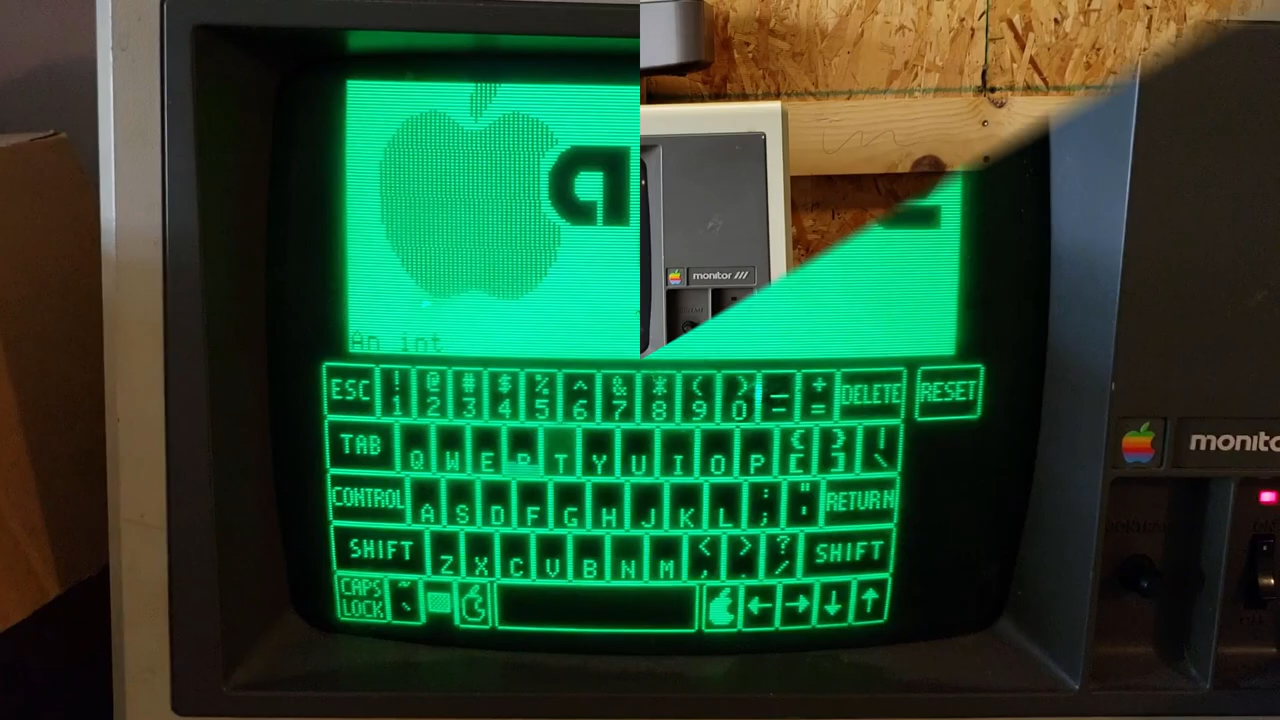 a
An int
monitor ///
ESC ! 1 @ 2 # 3 $ 4 % 5 ^ 6 & 7 * 8 ( 9 ) 0 _ - + = DELETE RESET
TAB Q W E R T Y U I O P { [ } ] | \
monito
CONTROL A S D F G H J K L : ; " ' RETURN
SHIFT Z X C V B N M < , > . ? / SHIFT
CAPS LOCK ~ ` ← → ↓ ↑